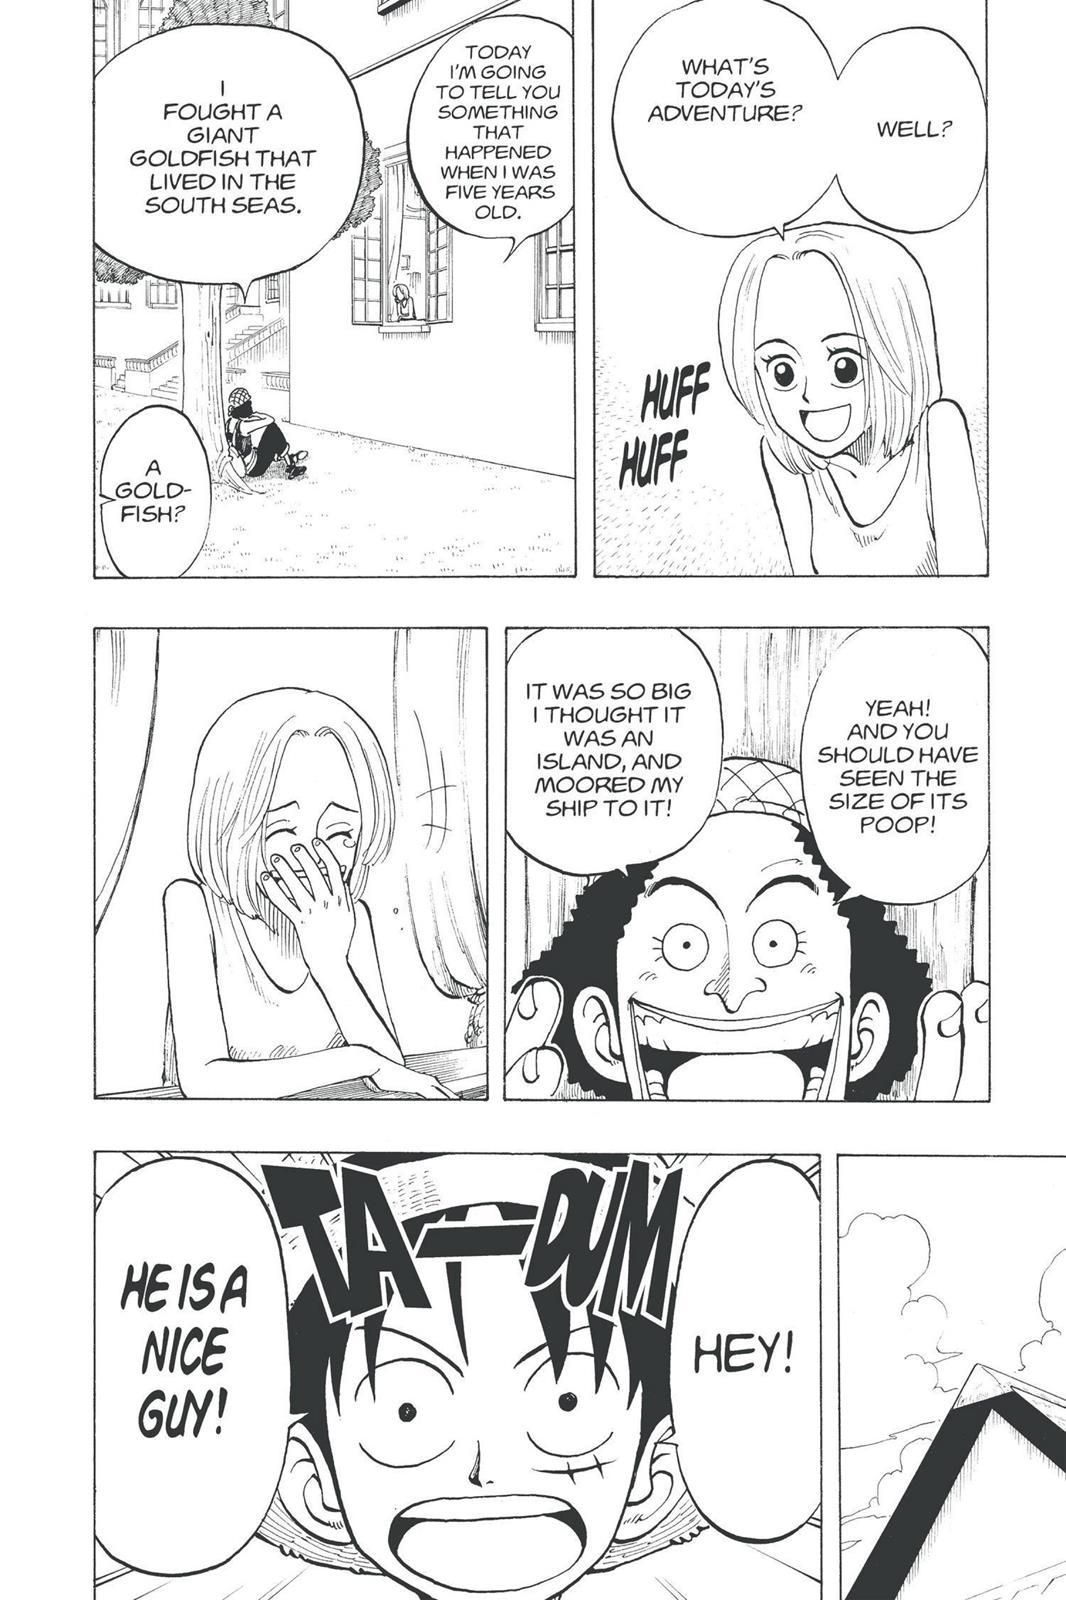 WELL?
WHAT'S
TODAY'S
ADVENTURE?
HUFF
HUFF
TODAY
I'M GOING
TO TELL YOU
SOMETHING
THAT
HAPPENED
WHEN I WAS
FIVE YEARS
OLD.
I
FOUGHT A
GIANT
GOLDFISH THAT
LIVED IN THE
SOUTH SEAS.
A
GOLD-
FISH?
YEAH!
AND YOU
SHOULD HAVE
SEEN THE
SIZE OF ITS
POOP!
IT WAS SO BIG
I THOUGHT IT
WAS AN
ISLAND, AND
MOORED MY
SHIP TO IT!
HEY!
TA-DUM
HE IS A
NICE
GUY!